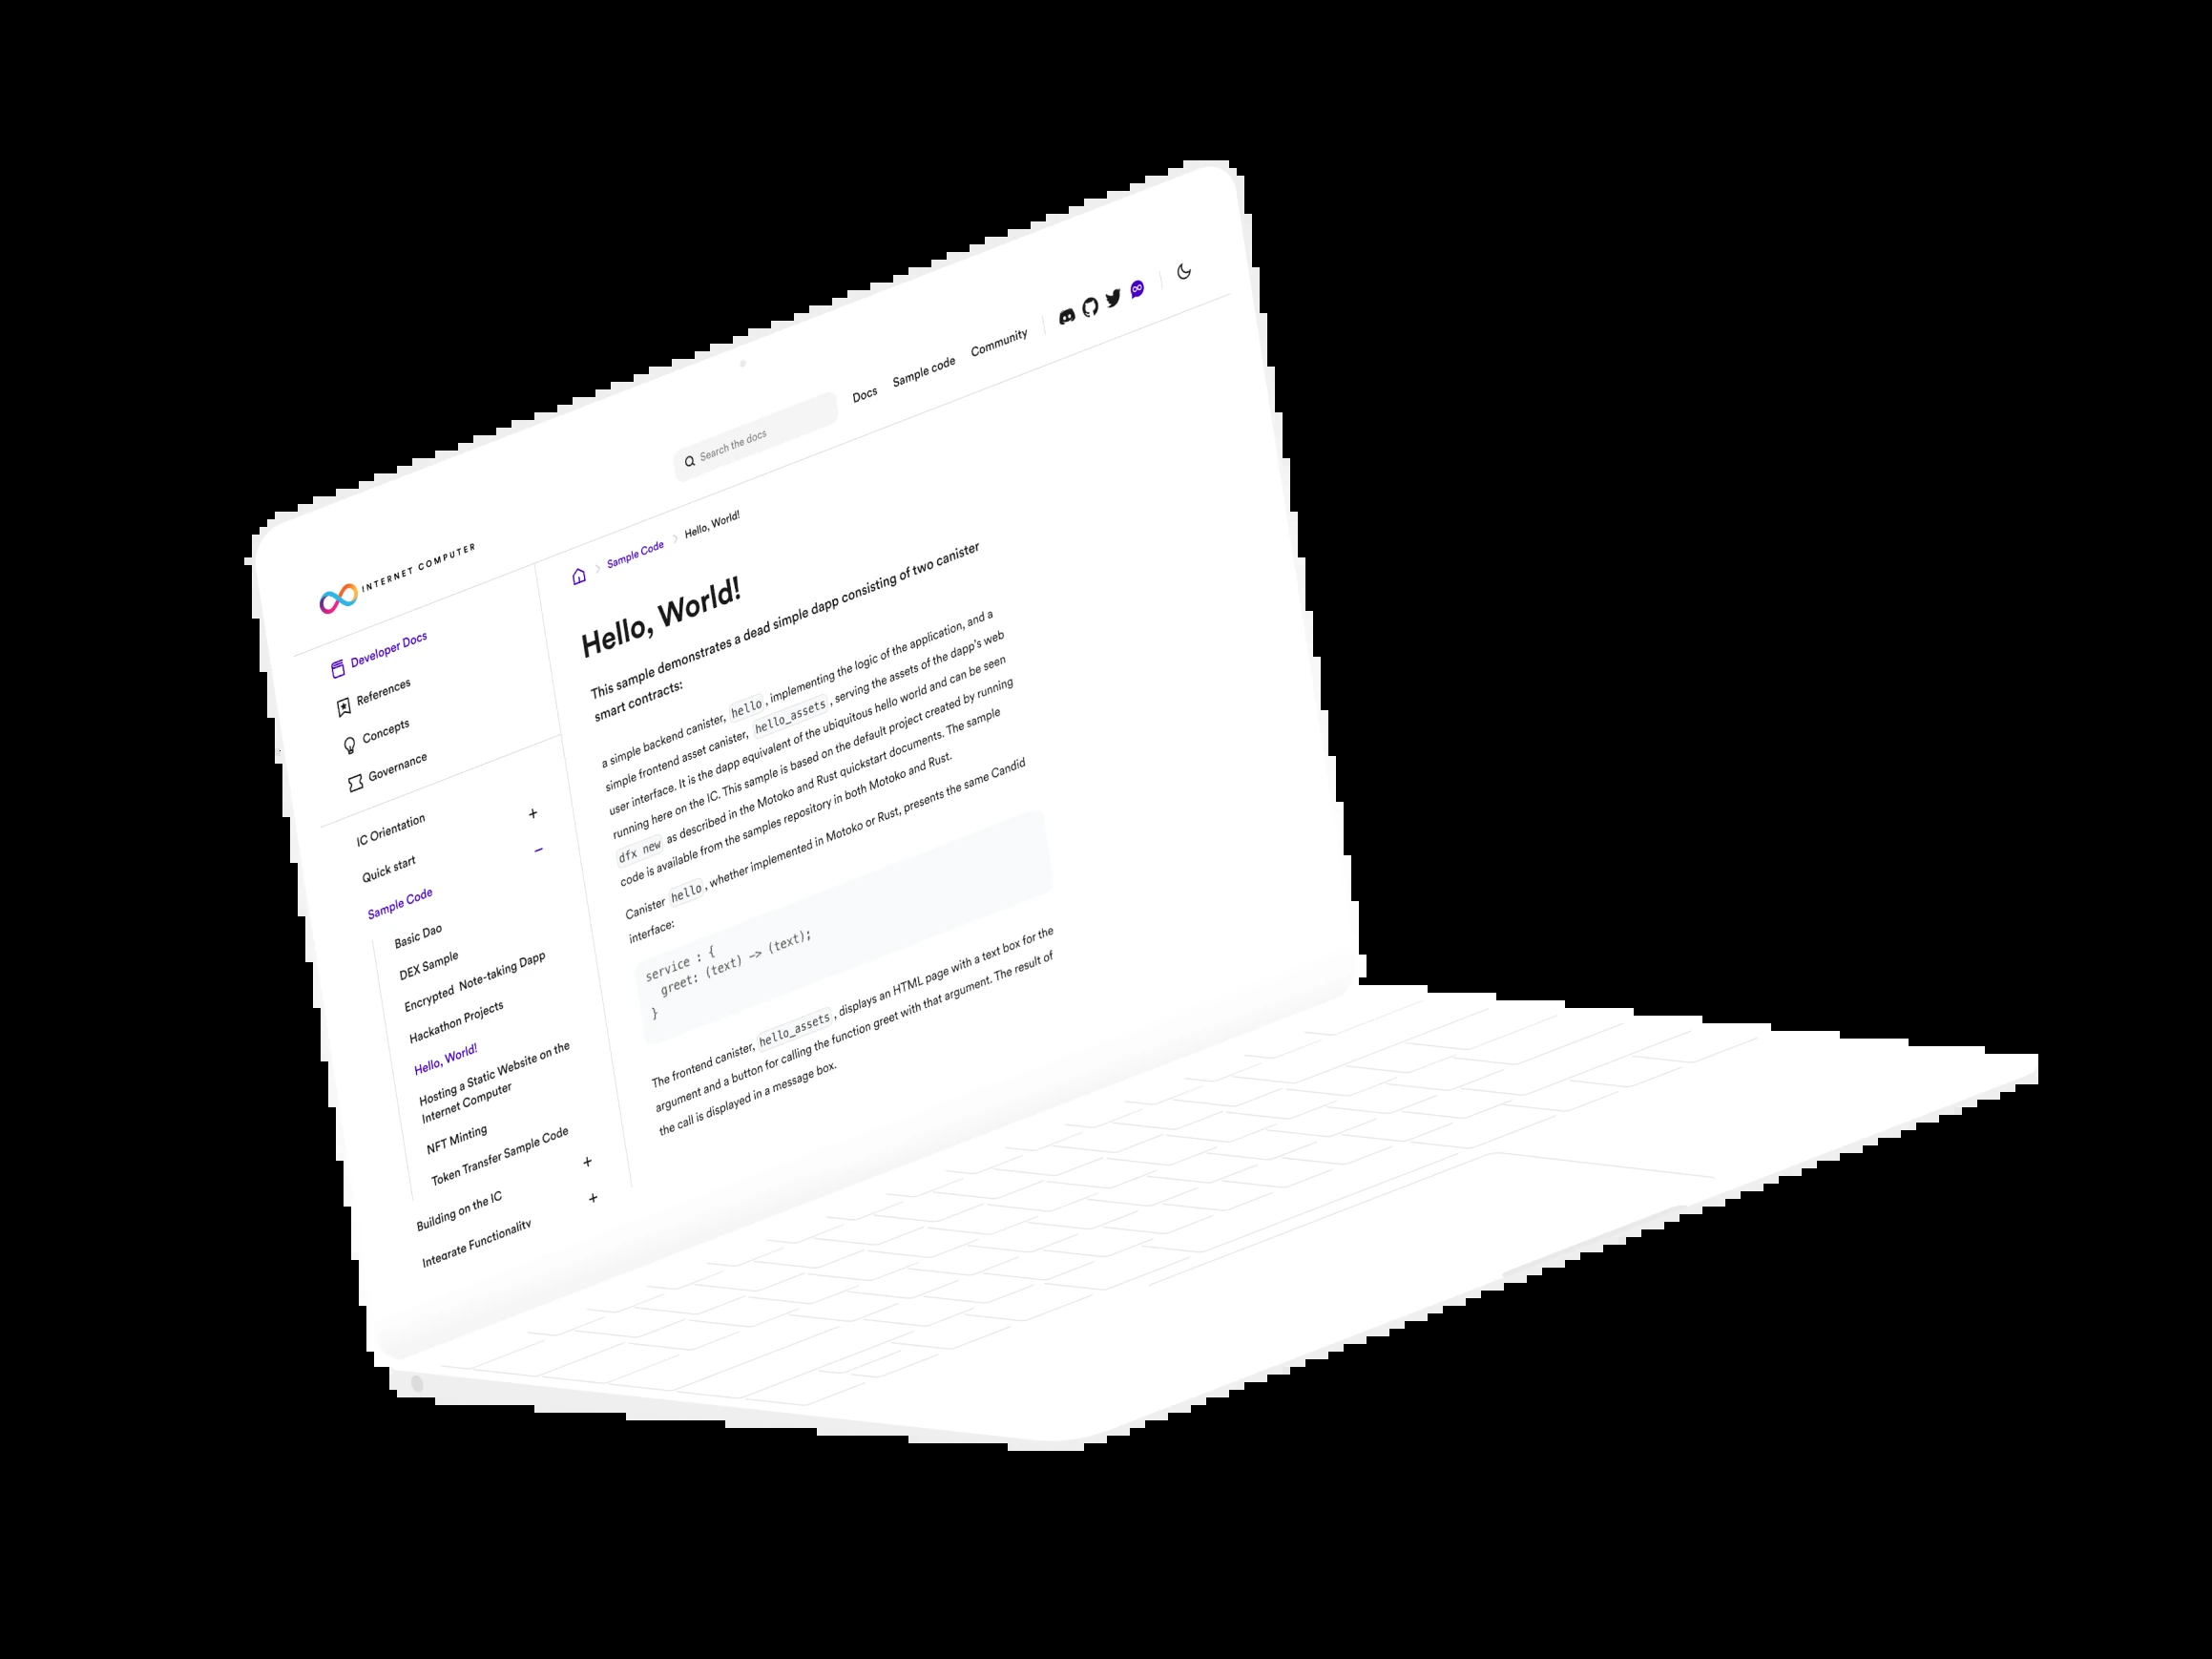 INTERNET COMPUTER
Search the docs
Docs
Sample code
Community
Developer Docs
References
Concepts
Governance
IC Orientation
+
Quick start
–
Sample Code
Basic Dao
DEX Sample
Encrypted Note-taking Dapp
Hackathon Projects
Hello, World!
Hosting a Static Website on the
Internet Computer
NFT Minting
Token Transfer Sample Code
Building on the IC
+
Integrate Functionality
+
Sample Code > Hello, World!
Hello, World!
This sample demonstrates a dead simple dapp consisting of two canister
smart contracts:
a simple backend canister, hello, implementing the logic of the application, and a
simple frontend asset canister, hello_assets, serving the assets of the dapp's web
user interface. It is the dapp equivalent of the ubiquitous hello world and can be seen
running here on the IC. This sample is based on the default project created by running
dfx new as described in the Motoko and Rust quickstart documents. The sample
code is available from the samples repository in both Motoko and Rust.
Canister hello, whether implemented in Motoko or Rust, presents the same Candid
interface:
service : {
greet: (text) -> (text);
}
The frontend canister, hello_assets, displays an HTML page with a text box for the
argument and a button for calling the function greet with that argument. The result of
the call is displayed in a message box.